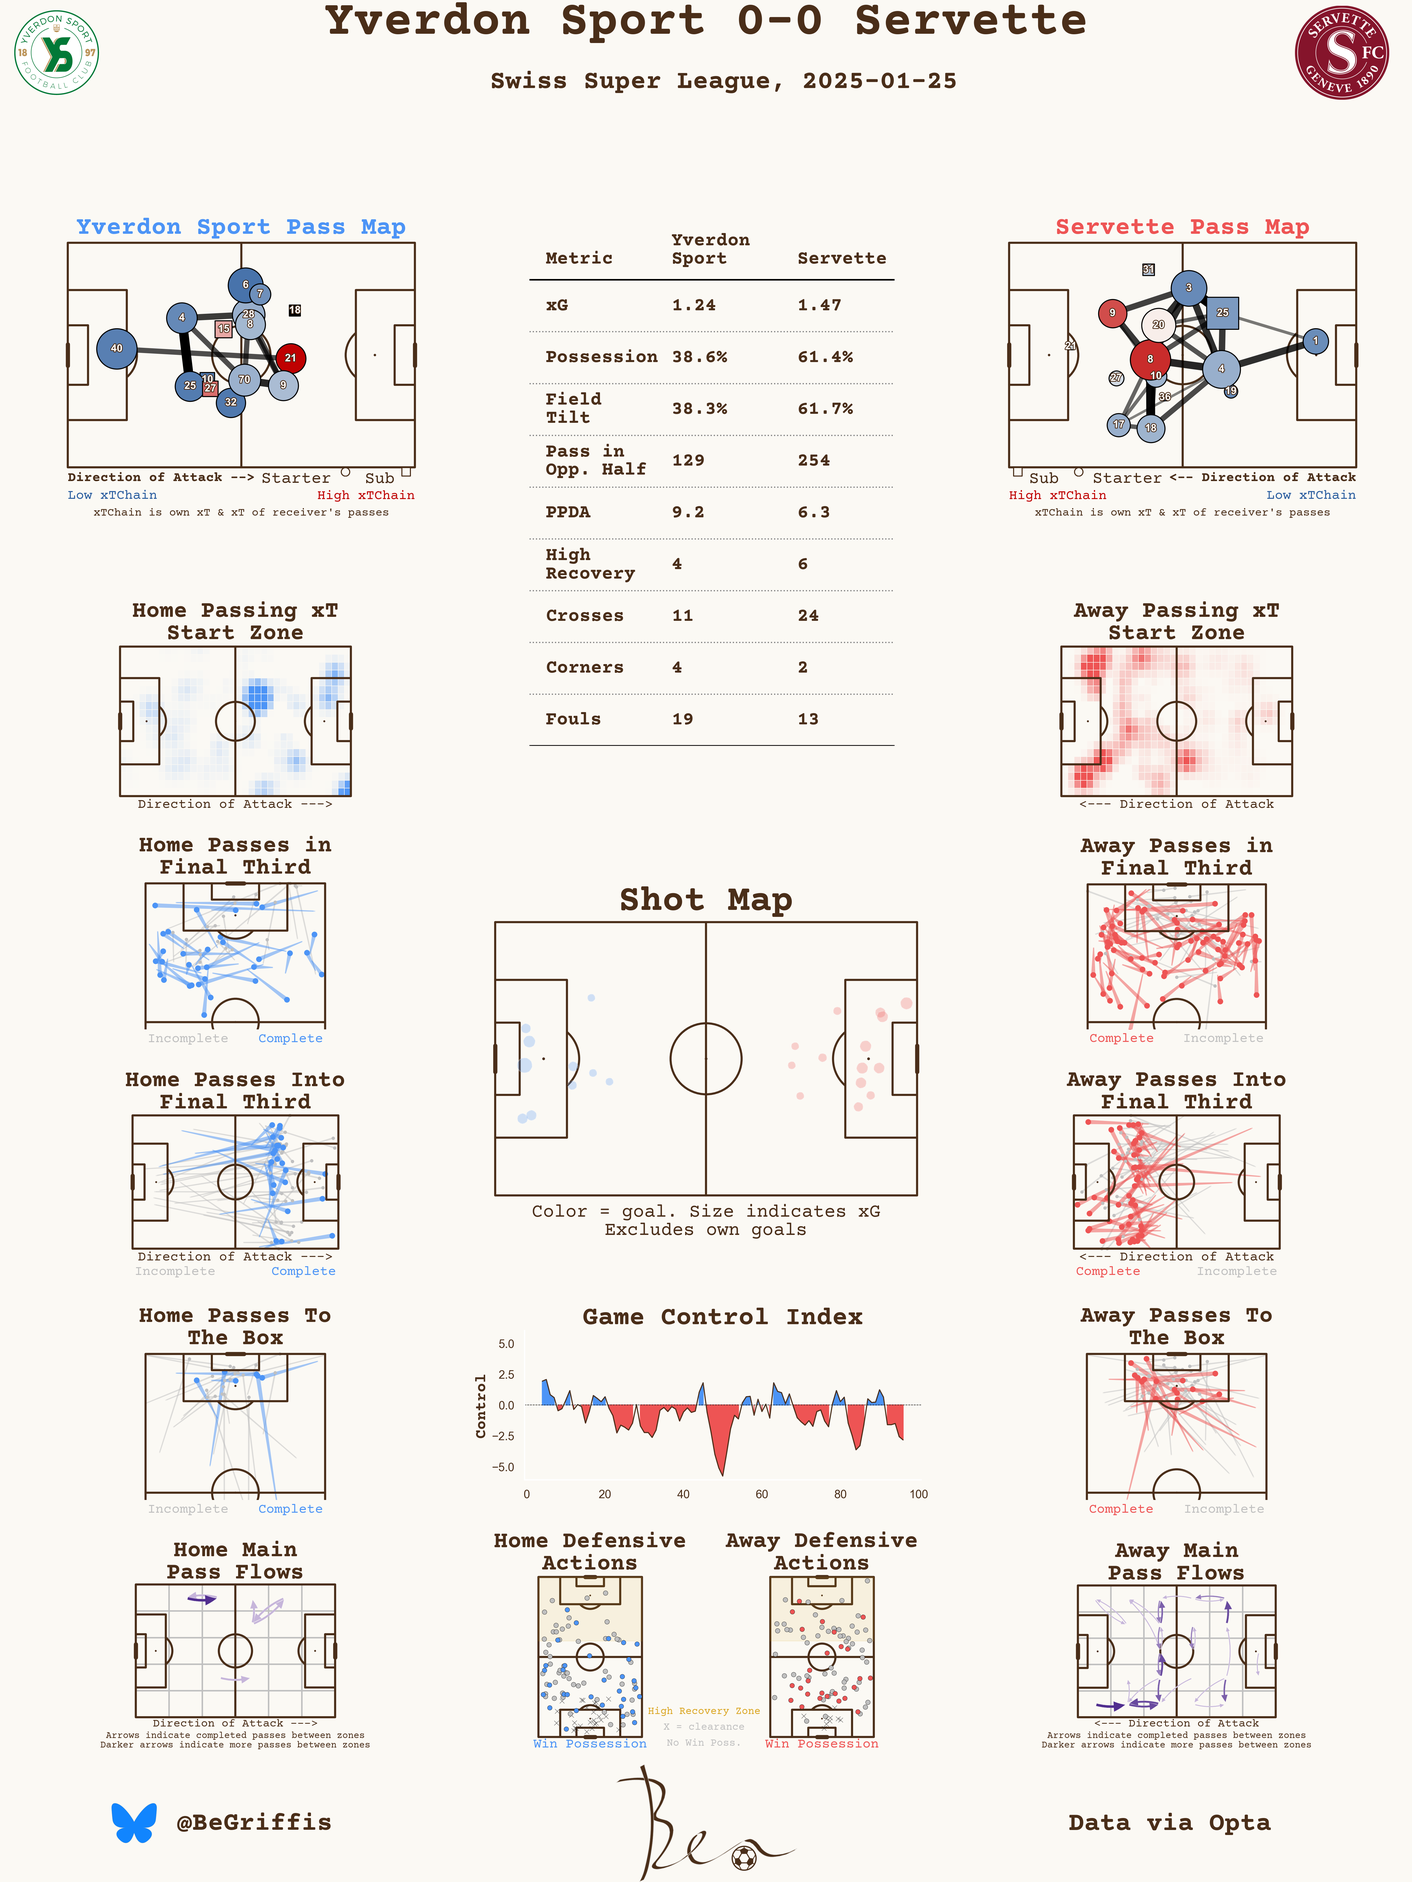 Yverdon Sport 0-0 Servette
Swiss Super League, 2025-01-25
YVERDON SPORT
18 97
FOOTBALL CLUB
SERVETTE
S FC
GENEVE 1890
Yverdon Sport Pass Map
6
7
18
28
8
4
15
40
21
10
25
27
70
9
32
Direction of Attack --> Starter Sub
Low xTChain High xTChain
xTChain is own xT & xT of receiver's passes
Metric Yverdon Sport Servette
xG 1.24 1.47
Possession 38.6% 61.4%
Field Tilt 38.3% 61.7%
Pass in Opp. Half 129 254
PPDA 9.2 6.3
High Recovery 4 6
Crosses 11 24
Corners 4 2
Fouls 19 13
Servette Pass Map
31
3
9
25
20
21
1
8
4
27
10
19
36
17
18
Sub Starter <-- Direction of Attack
High xTChain Low xTChain
xTChain is own xT & xT of receiver's passes
Home Passing xT
Start Zone
Direction of Attack --->
Away Passing xT
Start Zone
<--- Direction of Attack
Home Passes in
Final Third
Incomplete Complete
Away Passes in
Final Third
Complete Incomplete
Shot Map
Color = goal. Size indicates xG
Excludes own goals
Home Passes Into
Final Third
Direction of Attack --->
Incomplete Complete
Away Passes Into
Final Third
<--- Direction of Attack
Complete Incomplete
Home Passes To
The Box
Incomplete Complete
Game Control Index
Control
5.0
2.5
0.0
−2.5
−5.0
0 20 40 60 80 100
Away Passes To
The Box
Complete Incomplete
Home Main
Pass Flows
Direction of Attack --->
Arrows indicate completed passes between zones
Darker arrows indicate more passes between zones
Home Defensive
Actions
Win Possession
Away Defensive
Actions
Win Possession
High Recovery Zone
X = clearance
No Win Poss.
Away Main
Pass Flows
<--- Direction of Attack
Arrows indicate completed passes between zones
Darker arrows indicate more passes between zones
@BeGriffis
Ben
Data via Opta